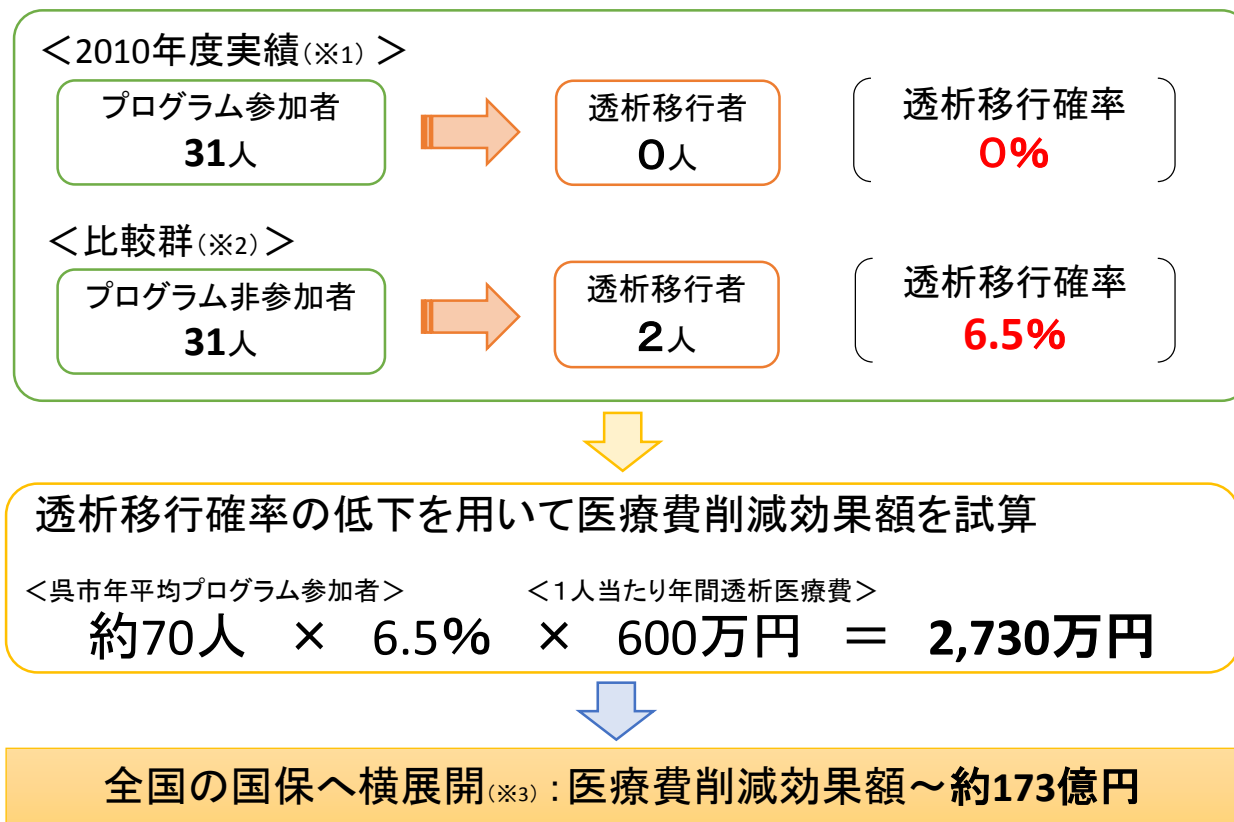 ＜2010年度実績(※1)＞
プログラム参加者
31人
透析移行者
０人
透析移行確率
0%
＜比較群(※2)＞
プログラム非参加者
31人
透析移行者
２人
透析移行確率
6.5%
透析移行確率の低下を用いて医療費削減効果額を試算
＜呉市年平均プログラム参加者＞ ＜１人当たり年間透析医療費＞
約70人 × 6.5% × 600万円 ＝ 2,730万円
全国の国保へ横展開(※3)：医療費削減効果額～約173億円